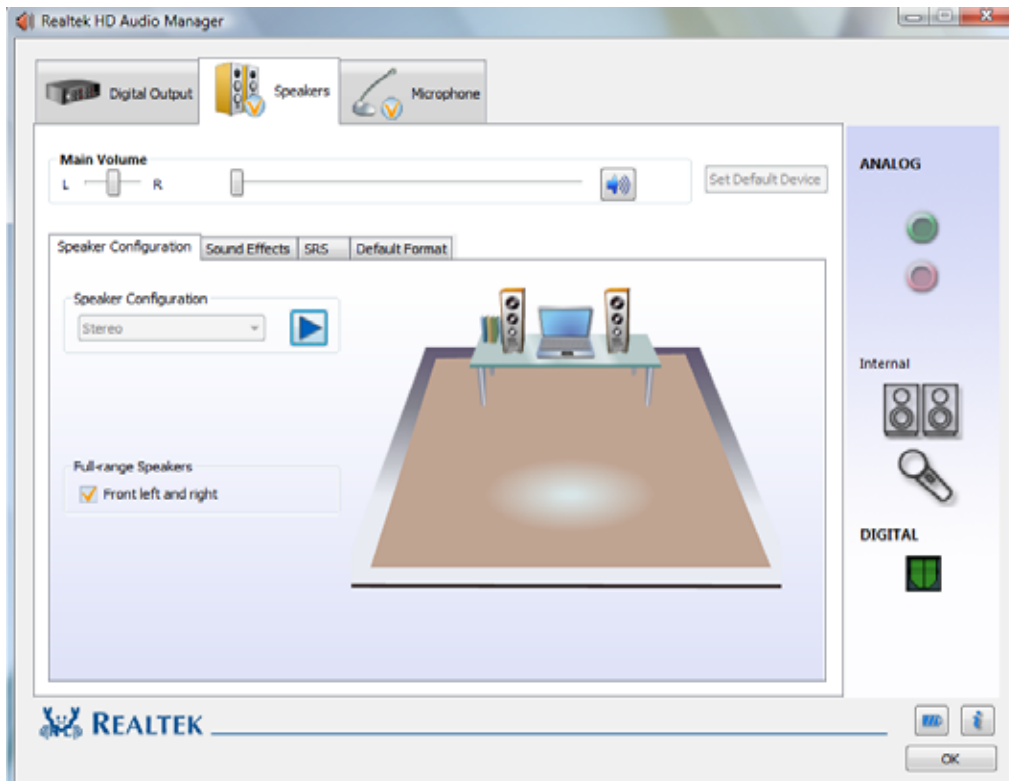 Realtek HD Audio Manager
Digital Output
Speakers
Microphone
Main Volume
L R
Set Default Device
ANALOG
Speaker Configuration Sound Effects SRS Default Format
Speaker Configuration
Stereo
Internal
Full-range Speakers
Front left and right
DIGITAL
REALTEK
OK